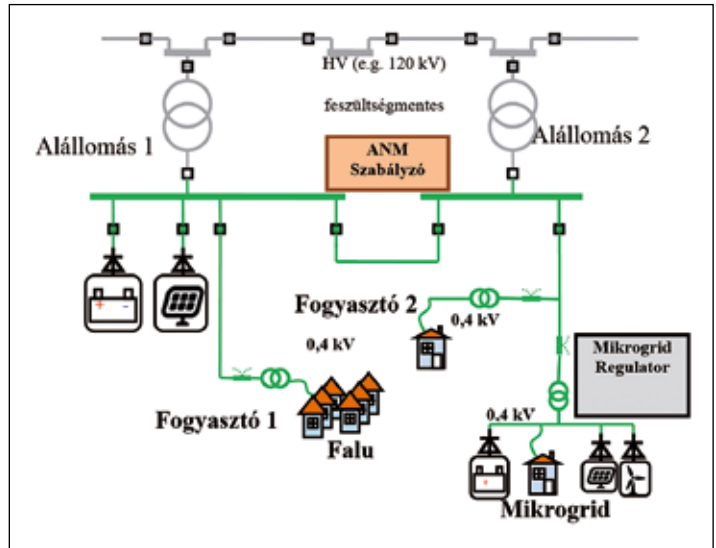 HV (e.g. 120 kV)
feszültségmentes
Alállomás 1
Alállomás 2
ANM
Szabályzó
Fogyasztó 2
0,4 kV
0,4 kV
Mikrogrid
Regulator
Fogyasztó 1
Falu
0,4 kV
Mikrogrid